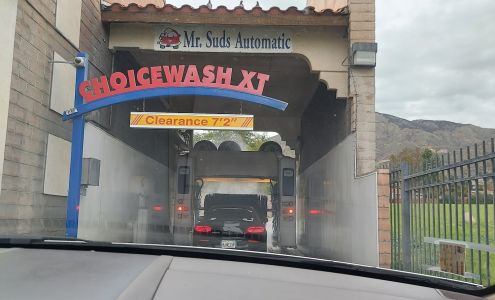 Mr. Suds Automatic
CHOICEWASH XT
Clearance 7'2"